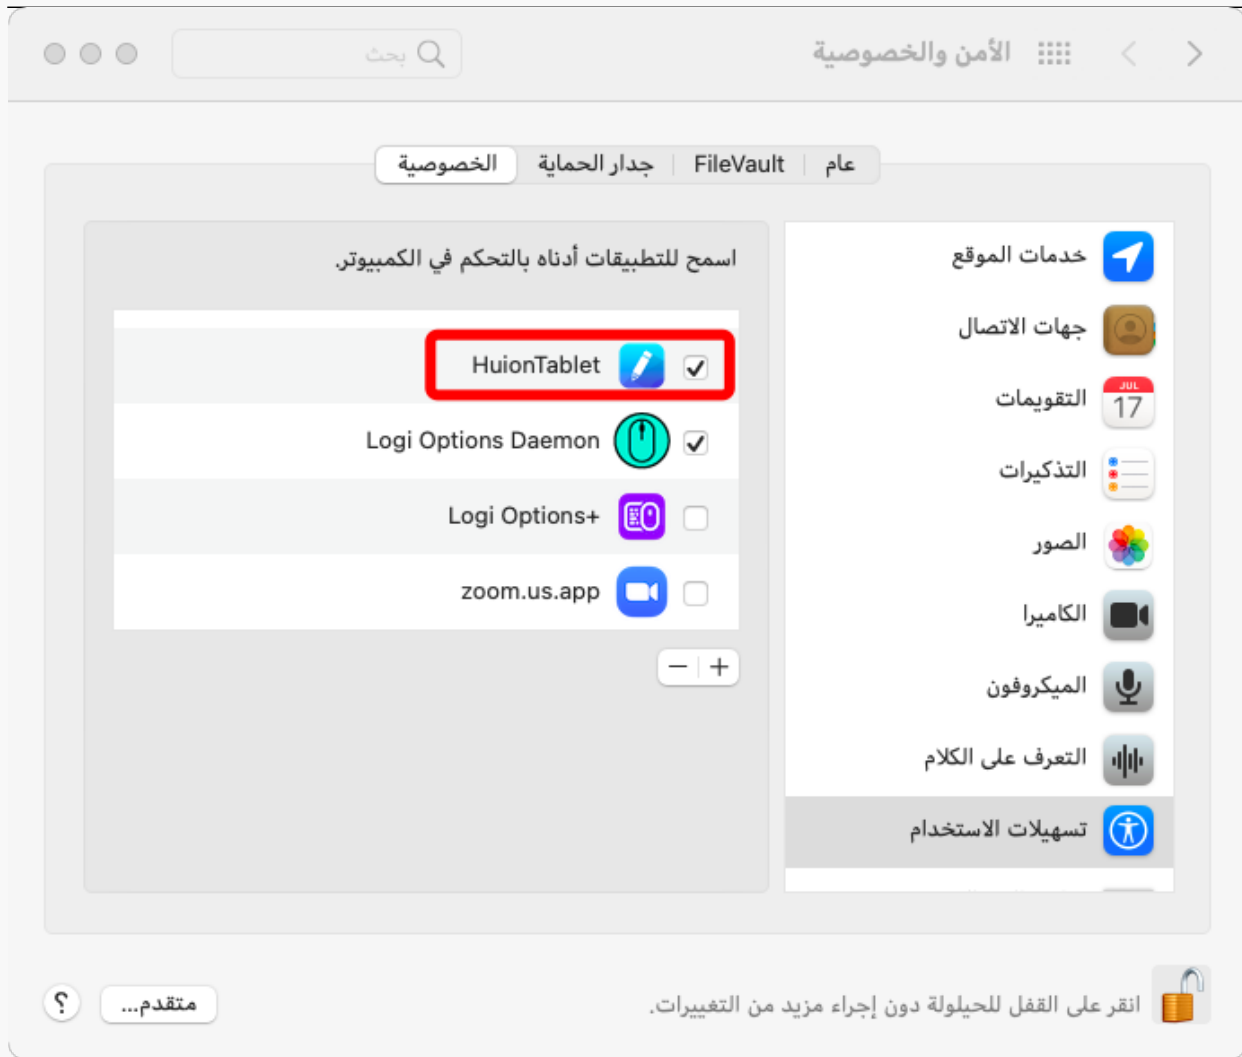 الأمن والخصوصية
بحث
عام
FileVault
جدار الحماية
الخصوصية
خدمات الموقع
جهات الاتصال
JUL
17
التقويمات
التذكيرات
الصور
الكاميرا
الميكروفون
التعرف على الكلام
تسهيلات الاستخدام
اسمح للتطبيقات أدناه بالتحكم في الكمبيوتر.
HuionTablet
Logi Options Daemon
Logi Options+
zoom.us.app
+ −
انقر على القفل للحيلولة دون إجراء مزيد من التغييرات.
متقدم...
؟